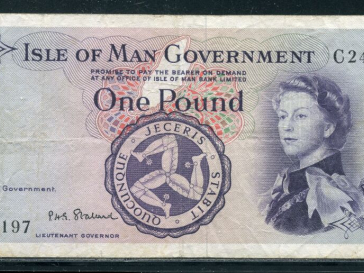 ISLE OF MAN GOVERNMENT C24
PROMISE TO PAY THE BEARER ON DEMAND
AT ANY OFFICE OF ISLE OF MAN BANK LIMITED
One Pound
QUOCUNQUE JECERIS STABIT
Government.
197
LIEUTENANT GOVERNOR